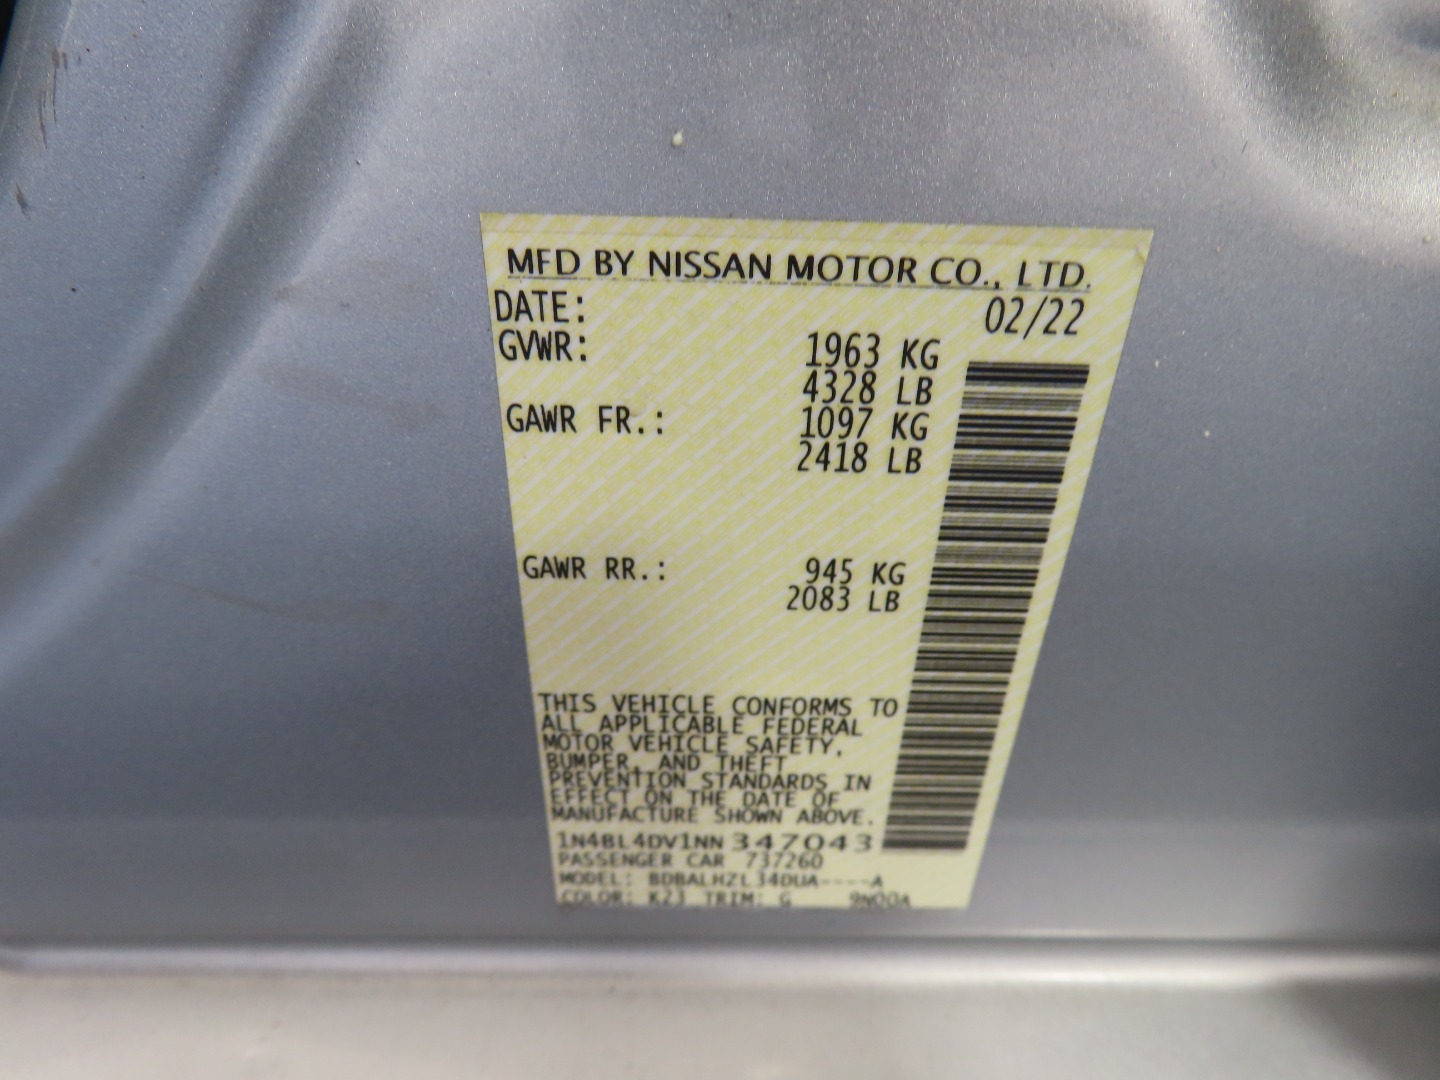 MFD BY NISSAN MOTOR CO., LTD.
DATE: 02/22
GVWR: 1963 KG
4328 LB
GAWR FR.: 1097 KG
2418 LB
GAWR RR.: 945 KG
2083 LB
THIS VEHICLE CONFORMS TO
ALL APPLICABLE FEDERAL
MOTOR VEHICLE SAFETY,
BUMPER, AND THEFT
PREVENTION STANDARDS IN
EFFECT ON THE DATE OF
MANUFACTURE SHOWN ABOVE.
1N4BL4DV1NN347043
PASSENGER CAR 737260
MODEL: BDBALHZL34DUA----A
COLOR: K23 TRIM: G